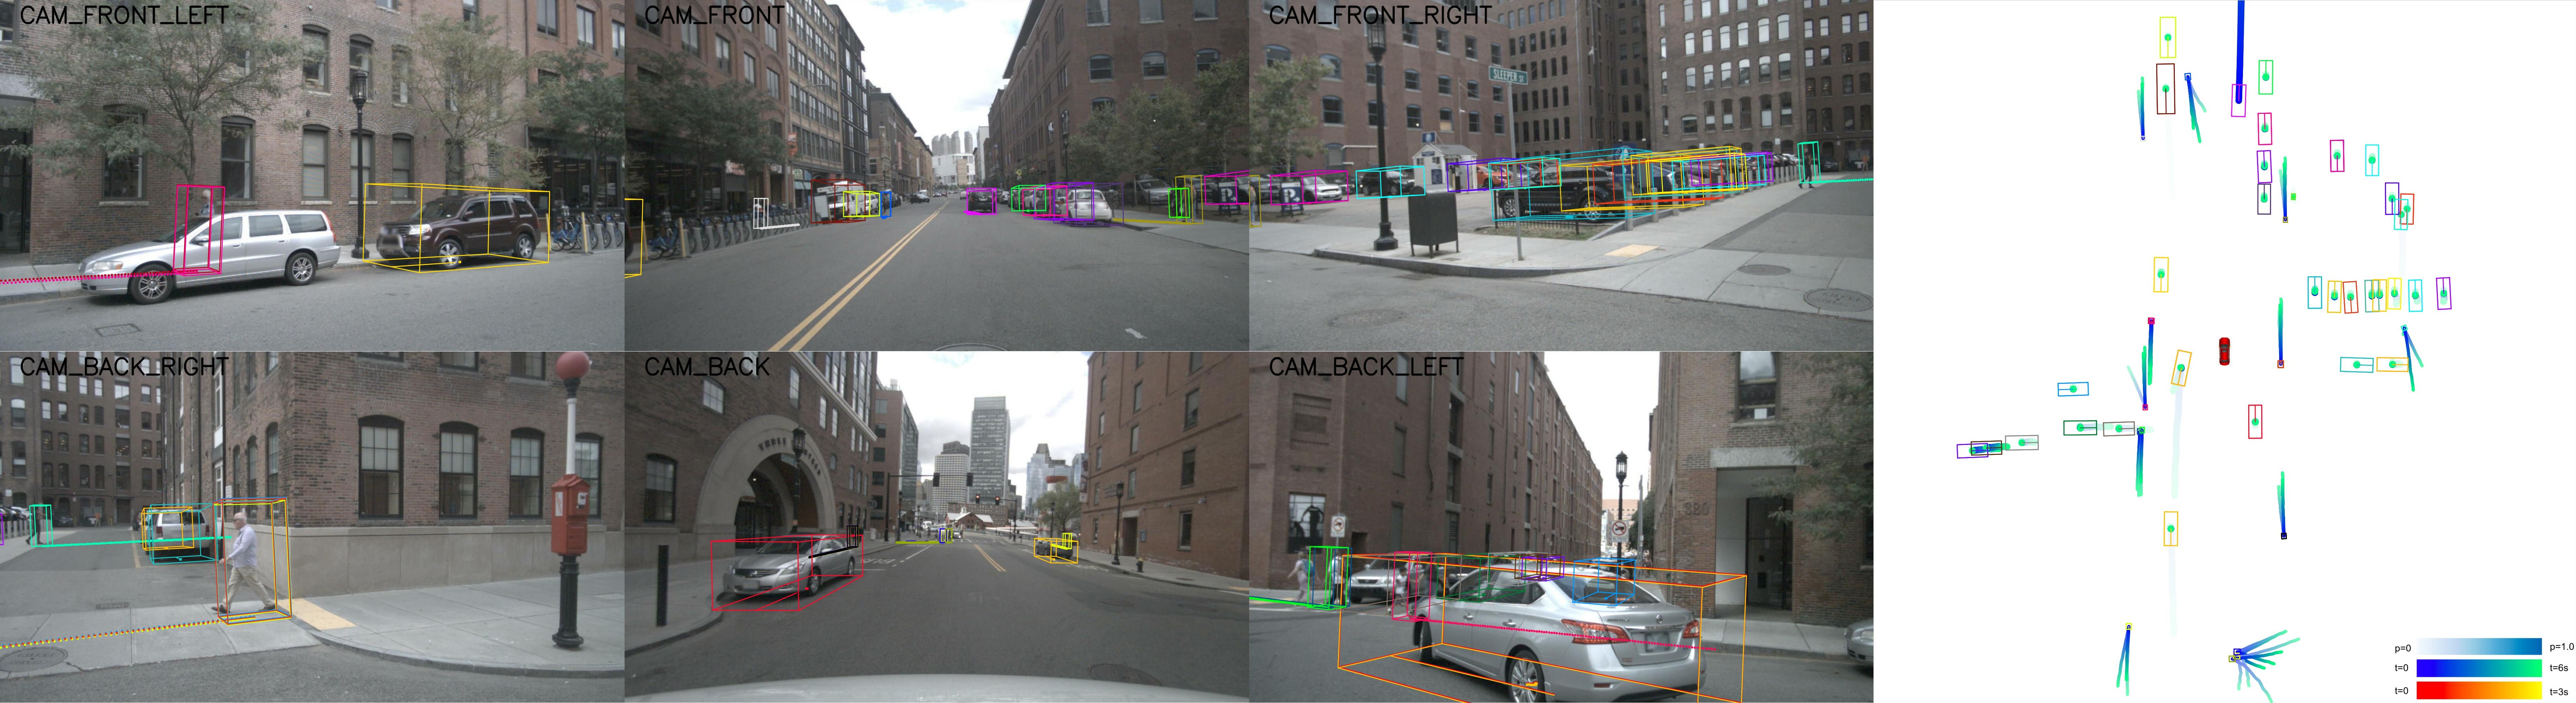 CAM_FRONT_LEFT
CAM_FRONT
CAM_FRONT_RIGHT
SLEEPER ST
CAM_BACK_RIGHT
CAM_BACK
CAM_BACK_LEFT
p=0
p=1.0
t=0
t=6s
t=0
t=3s